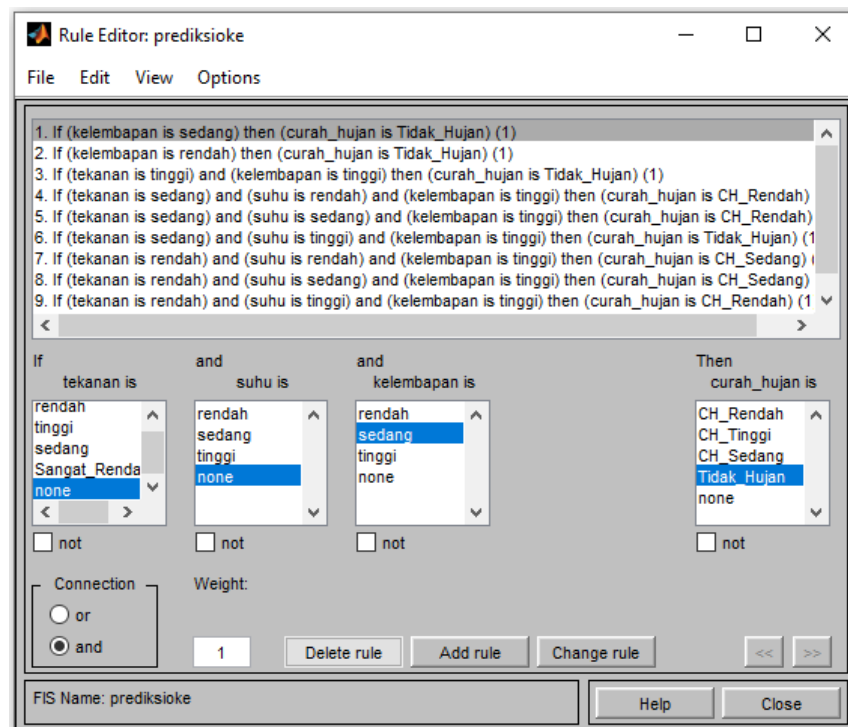 Rule Editor: prediksioke
File Edit View Options
1. If (kelembapan is sedang) then (curah_hujan is Tidak_Hujan) (1)
2. If (kelembapan is rendah) then (curah_hujan is Tidak_Hujan) (1)
3. If (tekanan is tinggi) and (kelembapan is tinggi) then (curah_hujan is Tidak_Hujan) (1)
4. If (tekanan is sedang) and (suhu is rendah) and (kelembapan is tinggi) then (curah_hujan is CH_Rendah)
5. If (tekanan is sedang) and (suhu is sedang) and (kelembapan is tinggi) then (curah_hujan is CH_Rendah)
6. If (tekanan is sedang) and (suhu is tinggi) and (kelembapan is tinggi) then (curah_hujan is Tidak_Hujan) (1
7. If (tekanan is rendah) and (suhu is rendah) and (kelembapan is tinggi) then (curah_hujan is CH_Sedang) (
8. If (tekanan is rendah) and (suhu is sedang) and (kelembapan is tinggi) then (curah_hujan is CH_Sedang)
9. If (tekanan is rendah) and (suhu is tinggi) and (kelembapan is tinggi) then (curah_hujan is CH_Rendah) (1
If
tekanan is
rendah
tinggi
sedang
Sangat_Renda
none
not
and
suhu is
rendah
sedang
tinggi
none
not
and
kelembapan is
rendah
sedang
tinggi
none
not
Then
curah_hujan is
CH_Rendah
CH_Tinggi
CH_Sedang
Tidak_Hujan
none
not
Connection
or
and
Weight:
1
Delete rule
Add rule
Change rule
<<
>>
FIS Name: prediksioke
Help
Close